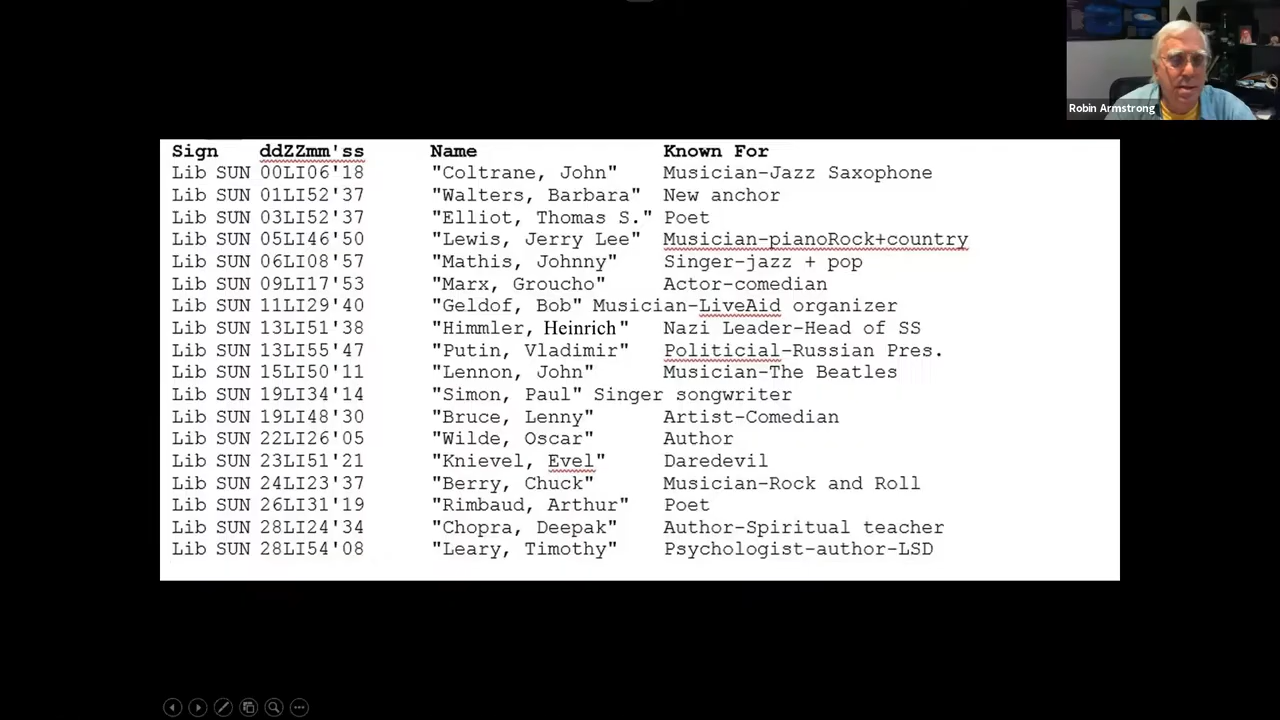 Robin Armstrong
Sign ddZZmm'ss Name Known For
Lib SUN 00LI06'18 "Coltrane, John" Musician-Jazz Saxophone
Lib SUN 01LI52'37 "Walters, Barbara" New anchor
Lib SUN 03LI52'37 "Elliot, Thomas S." Poet
Lib SUN 05LI46'50 "Lewis, Jerry Lee" Musician-pianoRock+country
Lib SUN 06LI08'57 "Mathis, Johnny" Singer-jazz + pop
Lib SUN 09LI17'53 "Marx, Groucho" Actor-comedian
Lib SUN 11LI29'40 "Geldof, Bob" Musician-LiveAid organizer
Lib SUN 13LI51'38 "Himmler, Heinrich" Nazi Leader-Head of SS
Lib SUN 13LI55'47 "Putin, Vladimir" Politicial-Russian Pres.
Lib SUN 15LI50'11 "Lennon, John" Musician-The Beatles
Lib SUN 19LI34'14 "Simon, Paul" Singer songwriter
Lib SUN 19LI48'30 "Bruce, Lenny" Artist-Comedian
Lib SUN 22LI26'05 "Wilde, Oscar" Author
Lib SUN 23LI51'21 "Knievel, Evel" Daredevil
Lib SUN 24LI23'37 "Berry, Chuck" Musician-Rock and Roll
Lib SUN 26LI31'19 "Rimbaud, Arthur" Poet
Lib SUN 28LI24'34 "Chopra, Deepak" Author-Spiritual teacher
Lib SUN 28LI54'08 "Leary, Timothy" Psychologist-author-LSD